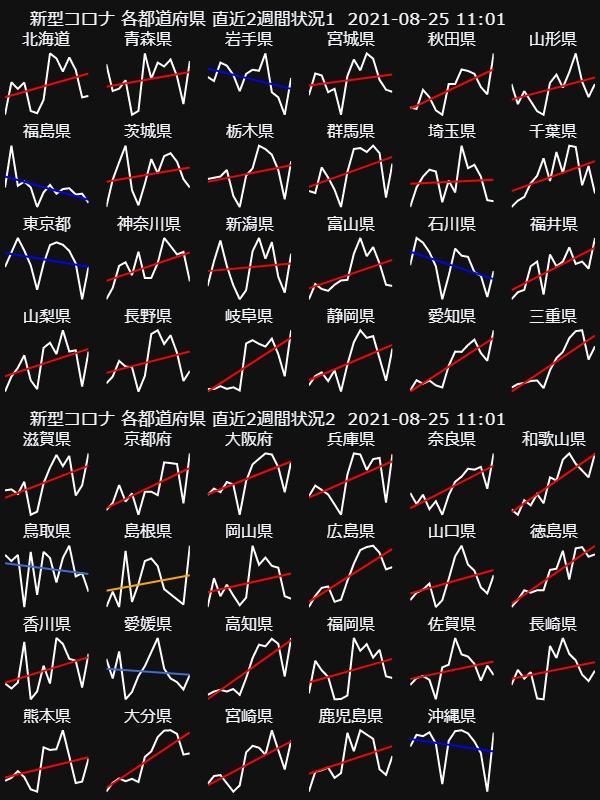 新型コロナ 各都道府県 直近2週間状況1 2021-08-25 11:01
北海道 青森県 岩手県 宮城県 秋田県 山形県
福島県 茨城県 栃木県 群馬県 埼玉県 千葉県
東京都 神奈川県 新潟県 富山県 石川県 福井県
山梨県 長野県 岐阜県 静岡県 愛知県 三重県
新型コロナ 各都道府県 直近2週間状況2 2021-08-25 11:01
滋賀県 京都府 大阪府 兵庫県 奈良県 和歌山県
鳥取県 島根県 岡山県 広島県 山口県 徳島県
香川県 愛媛県 高知県 福岡県 佐賀県 長崎県
熊本県 大分県 宮崎県 鹿児島県 沖縄県